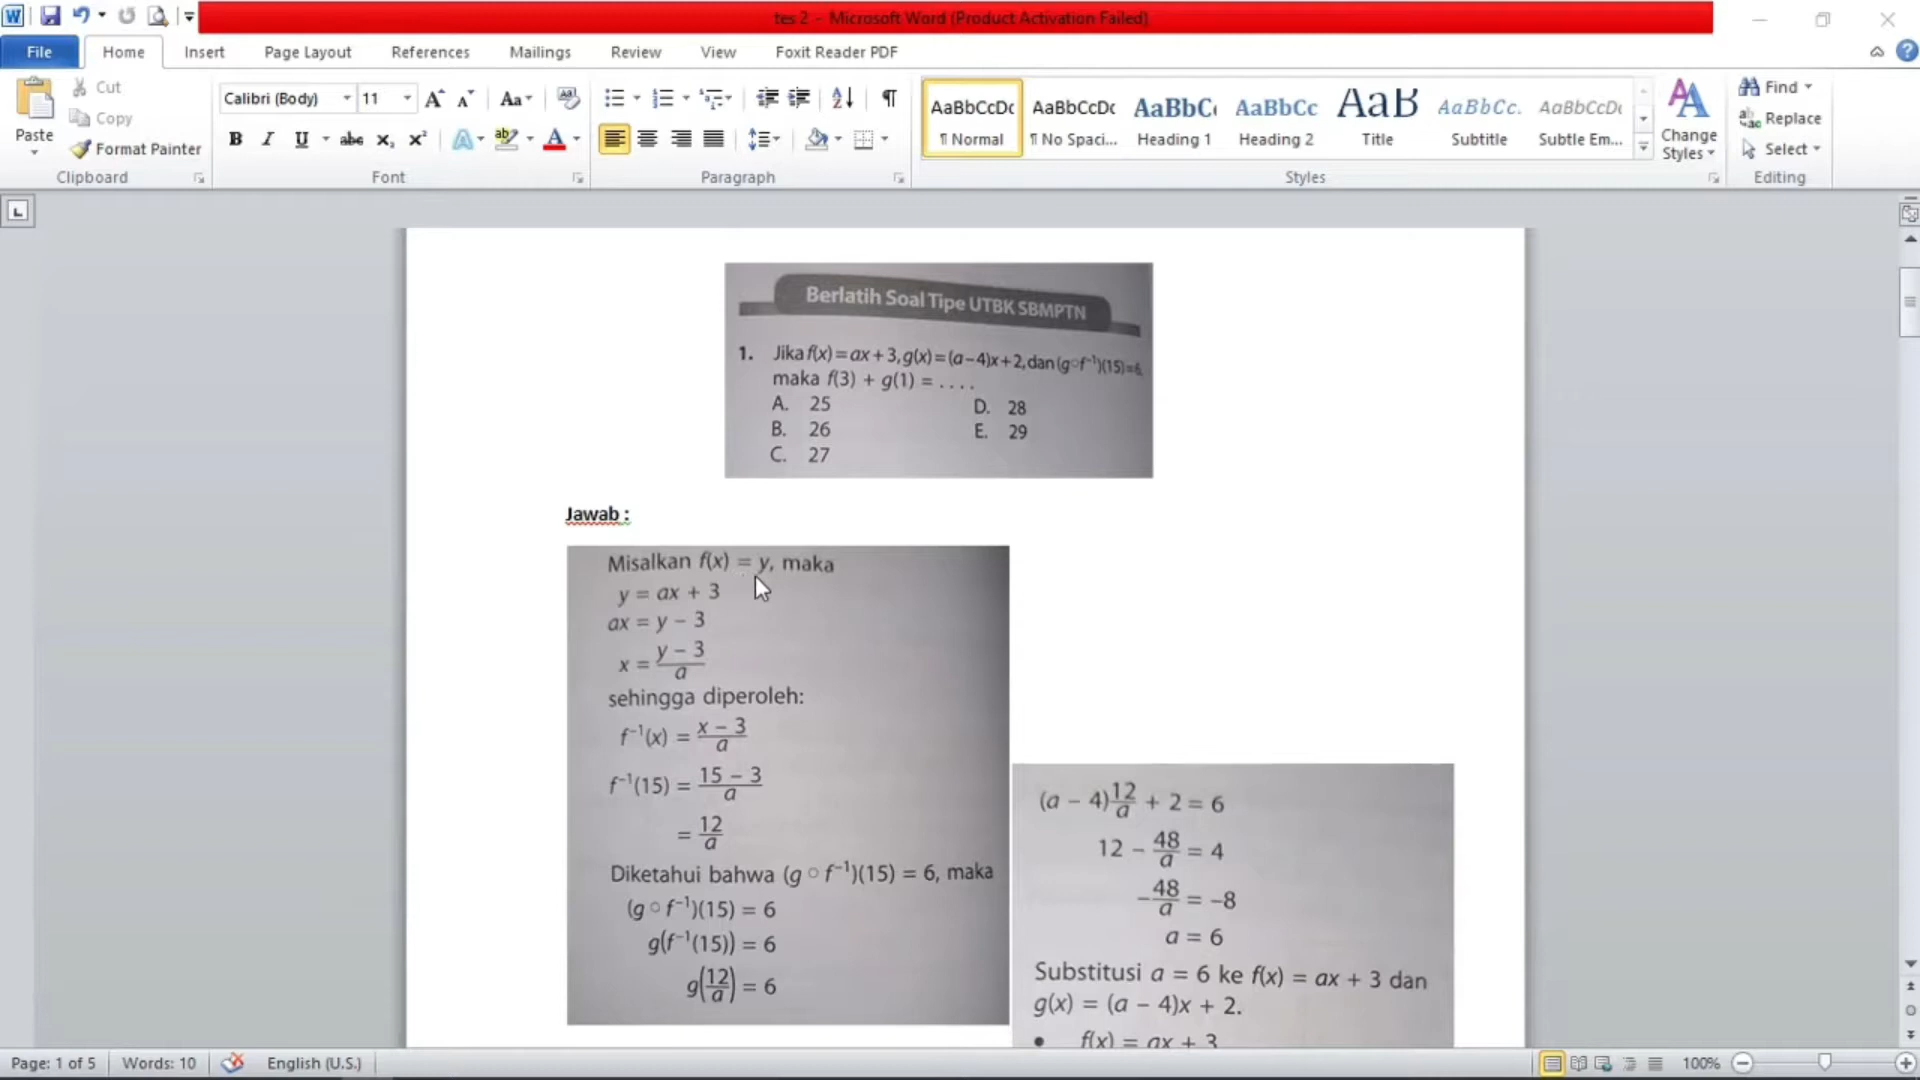 tes 2 - Microsoft Word (Product Activation Failed)
File Home Insert Page Layout References Mailings Review View Foxit Reader PDF
Paste
Cut
Copy
Format Painter
Clipboard
Calibri (Body) 11
Font
Paragraph
AaBbCcDc AaBbCcDc AaBbC AaBbCc AaB AaBbCc. AaBbCcDc
¶ Normal ¶ No Spaci... Heading 1 Heading 2 Title Subtitle Subtle Em...
Change Styles
Styles
Find
Replace
Select
Editing
Berlatih Soal Tipe UTBK SBMPTN
1. Jika f(x) = ax + 3, g(x) = (a – 4)x + 2, dan (g ○ f⁻¹)(15) = 6,
maka f(3) + g(1) = . . . .
A. 25 D. 28
B. 26 E. 29
C. 27
Jawab :
Misalkan f(x) = y, maka
y = ax + 3
ax = y – 3
x = (y – 3)/a
sehingga diperoleh:
f⁻¹(x) = (x – 3)/a
f⁻¹(15) = (15 – 3)/a
= 12/a
Diketahui bahwa (g ○ f⁻¹)(15) = 6, maka
(g ○ f⁻¹)(15) = 6
g(f⁻¹(15)) = 6
g(12/a) = 6
(a – 4)12/a + 2 = 6
12 – 48/a = 4
–48/a = –8
a = 6
Substitusi a = 6 ke f(x) = ax + 3 dan
g(x) = (a – 4)x + 2.
• f(x) = ax + 3
Page: 1 of 5 Words: 10 English (U.S.) 100%